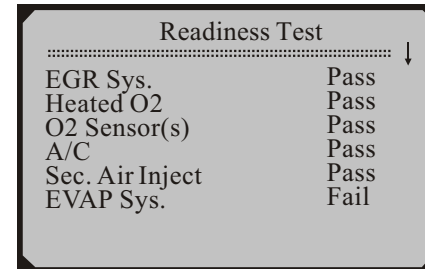 Readiness Test
EGR Sys. Pass
Heated O2 Pass
O2 Sensor(s) Pass
A/C Pass
Sec. Air Inject Pass
EVAP Sys. Fail